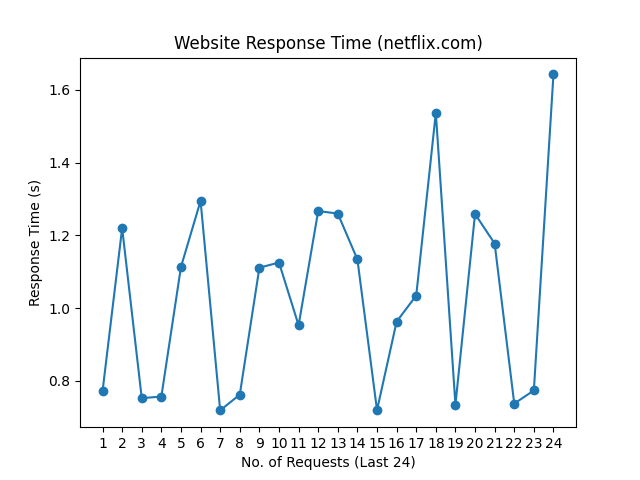 Website Response Time (netflix.com)
1.6
1.4
1.2
1.0
0.8
Response Time (s)
1 2 3 4 5 6 7 8 9 10 11 12 13 14 15 16 17 18 19 20 21 22 23 24
No. of Requests (Last 24)